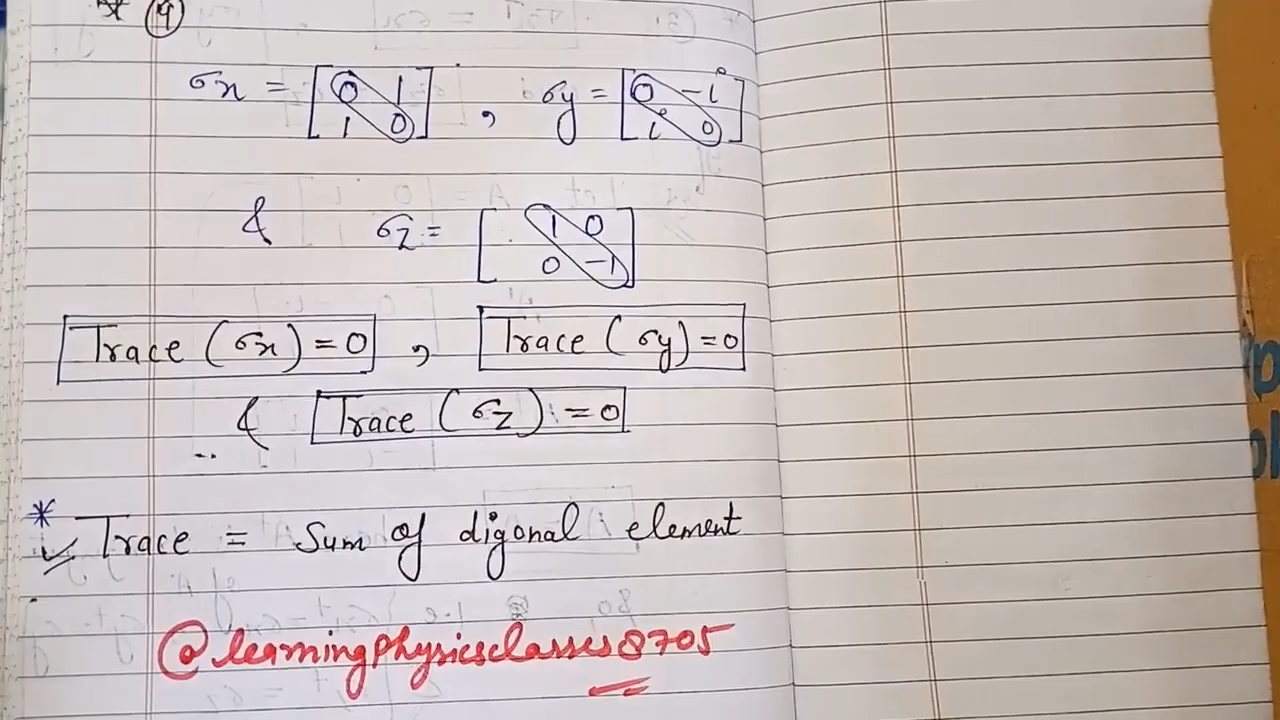 * (9)
σx = [0 1
1 0] , σy = [0 -i
i 0]
& σz = [1 0
0 -1]
Trace (σx) = 0 , Trace (σy) = 0
& Trace (σz) = 0
* Trace = Sum of digonal element
@learningphysicsclasses8705